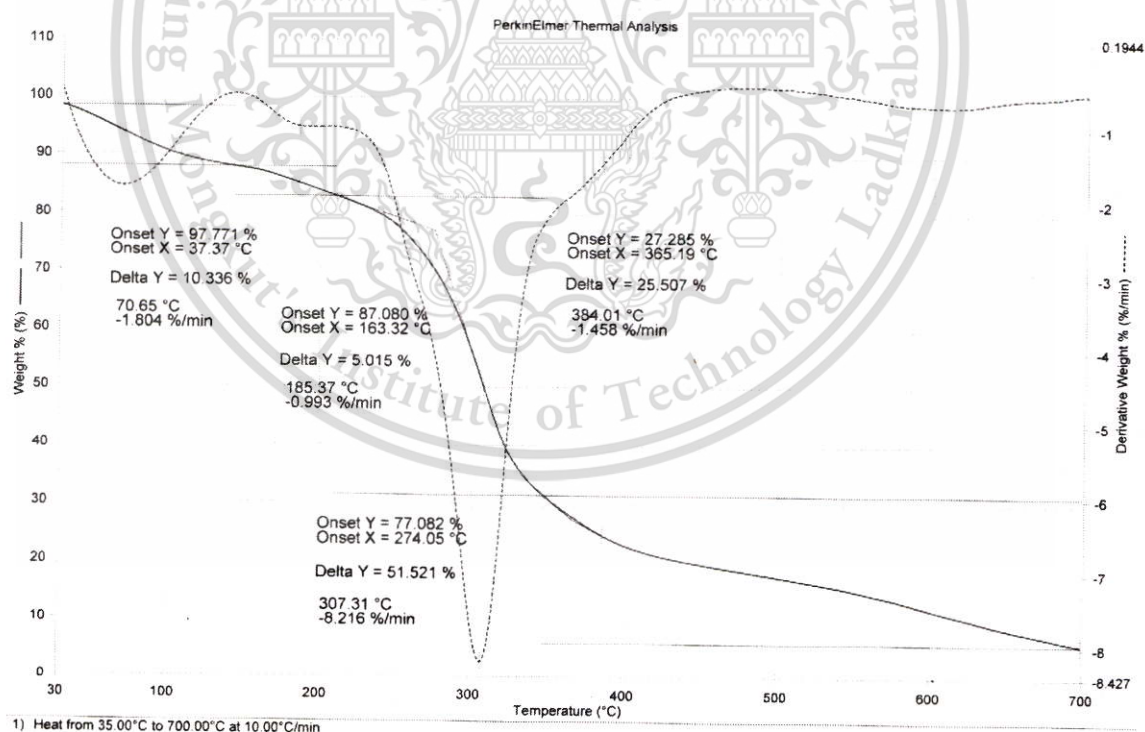 PerkinElmer Thermal Analysis
110
100
90
80
70
60
50
40
30
20
10
0
Weight % (%)
Onset Y = 97.771 %
Onset X = 37.37 °C
Delta Y = 10.336 %
70.65 °C
-1.804 %/min
Onset Y = 87.080 %
Onset X = 163.32 °C
Delta Y = 5.015 %
185.37 °C
-0.993 %/min
Onset Y = 77.082 %
Onset X = 274.05 °C
Delta Y = 51.521 %
307.31 °C
-8.216 %/min
Onset Y = 27.285 %
Onset X = 365.19 °C
Delta Y = 25.507 %
384.01 °C
-1.458 %/min
0.1944
-1
-2
-3
-4
-5
-6
-7
-8
-8.427
Derivative Weight % (%/min)
30 100 200 300 400 500 600 700
Temperature (°C)
1) Heat from 35.00°C to 700.00°C at 10.00°C/min
Mongkut's Institute of Technology Ladkraban